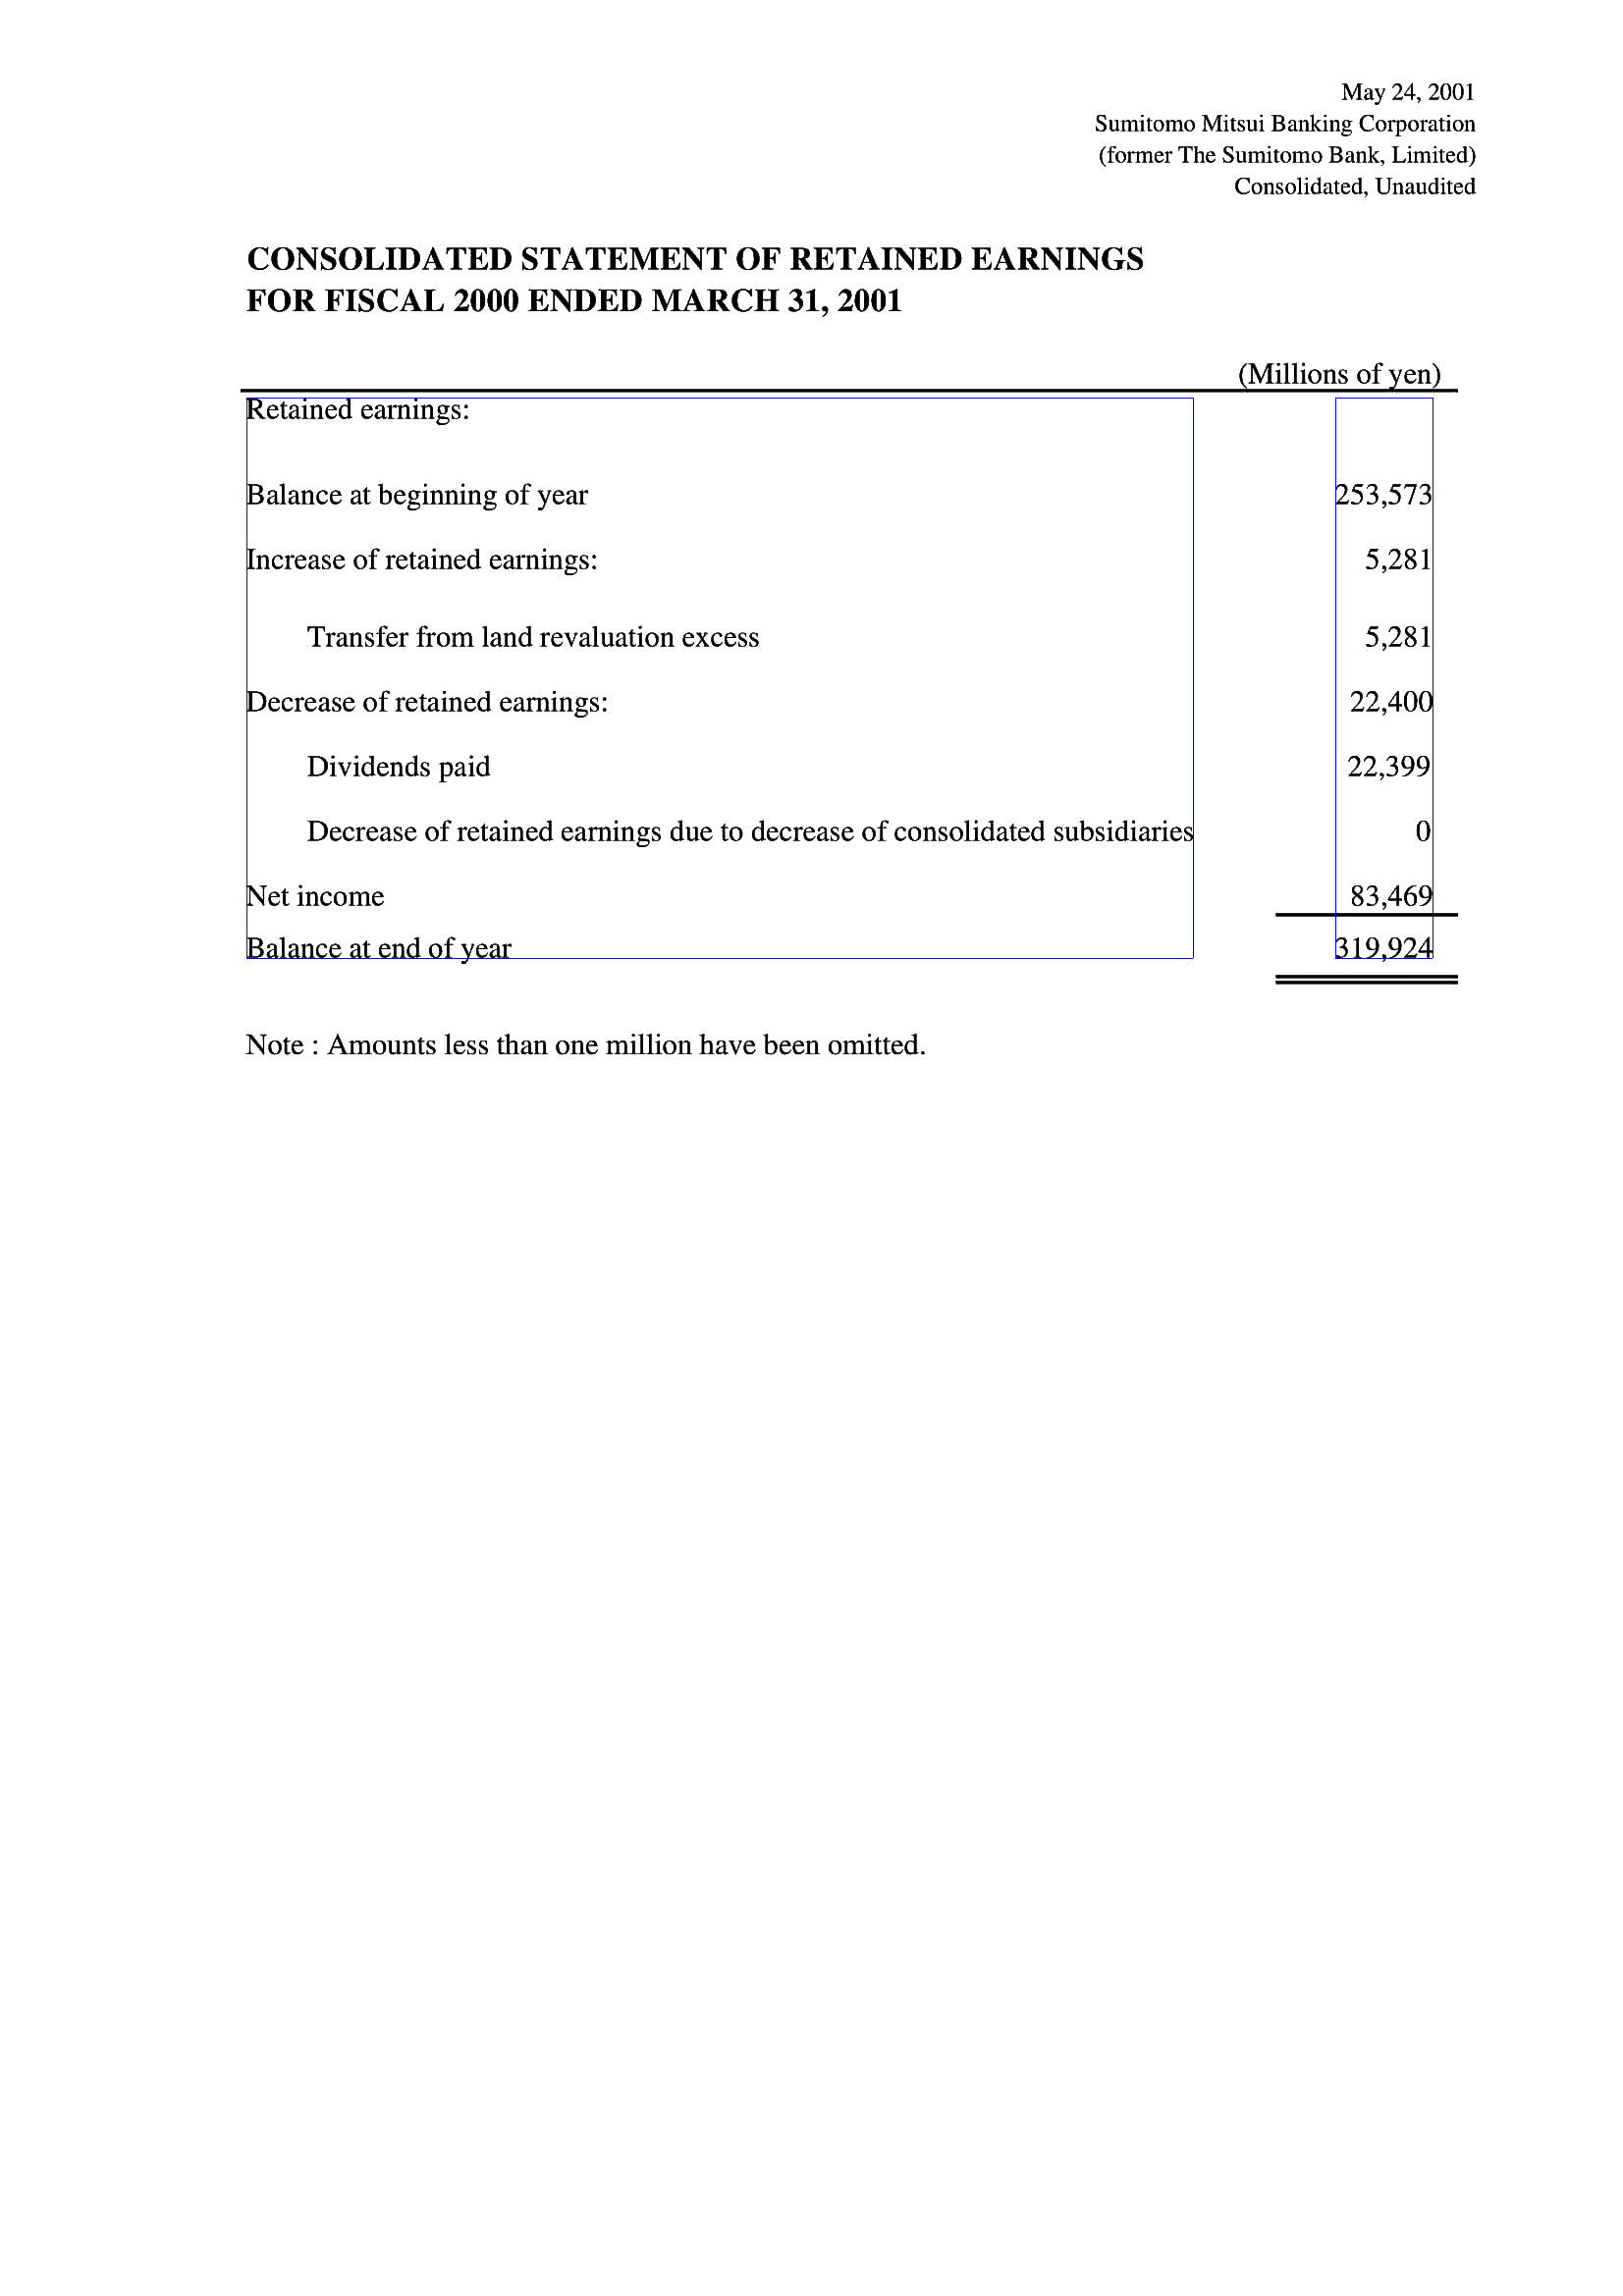 May 24, 2001
Sumitomo Mitsui Banking Corporation
(former The Sumitomo Bank, Limited)
Consolidated, Unaudited
CONSOLIDATED STATEMENT OF RETAINED EARNINGS
FOR FISCAL 2000 ENDED MARCH 31, 2001
(Millions of yen)
Retained earnings:
Balance at beginning of year 253,573
Increase of retained earnings: 5,281
Transfer from land revaluation excess 5,281
Decrease of retained earnings: 22,400
Dividends paid 22,399
Decrease of retained earnings due to decrease of consolidated subsidiaries 0
Net income 83,469
Balance at end of year 319,924
Note : Amounts less than one million have been omitted.